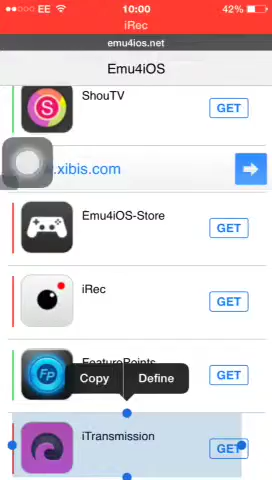 EE 10:00 42%
iRec
emu4ios.net
Emu4iOS
ShouTV
S
GET
.xibis.com
Emu4iOS-Store
GET
iRec
GET
FeaturePoints
FP
GET
Copy Define
iTransmission
GET